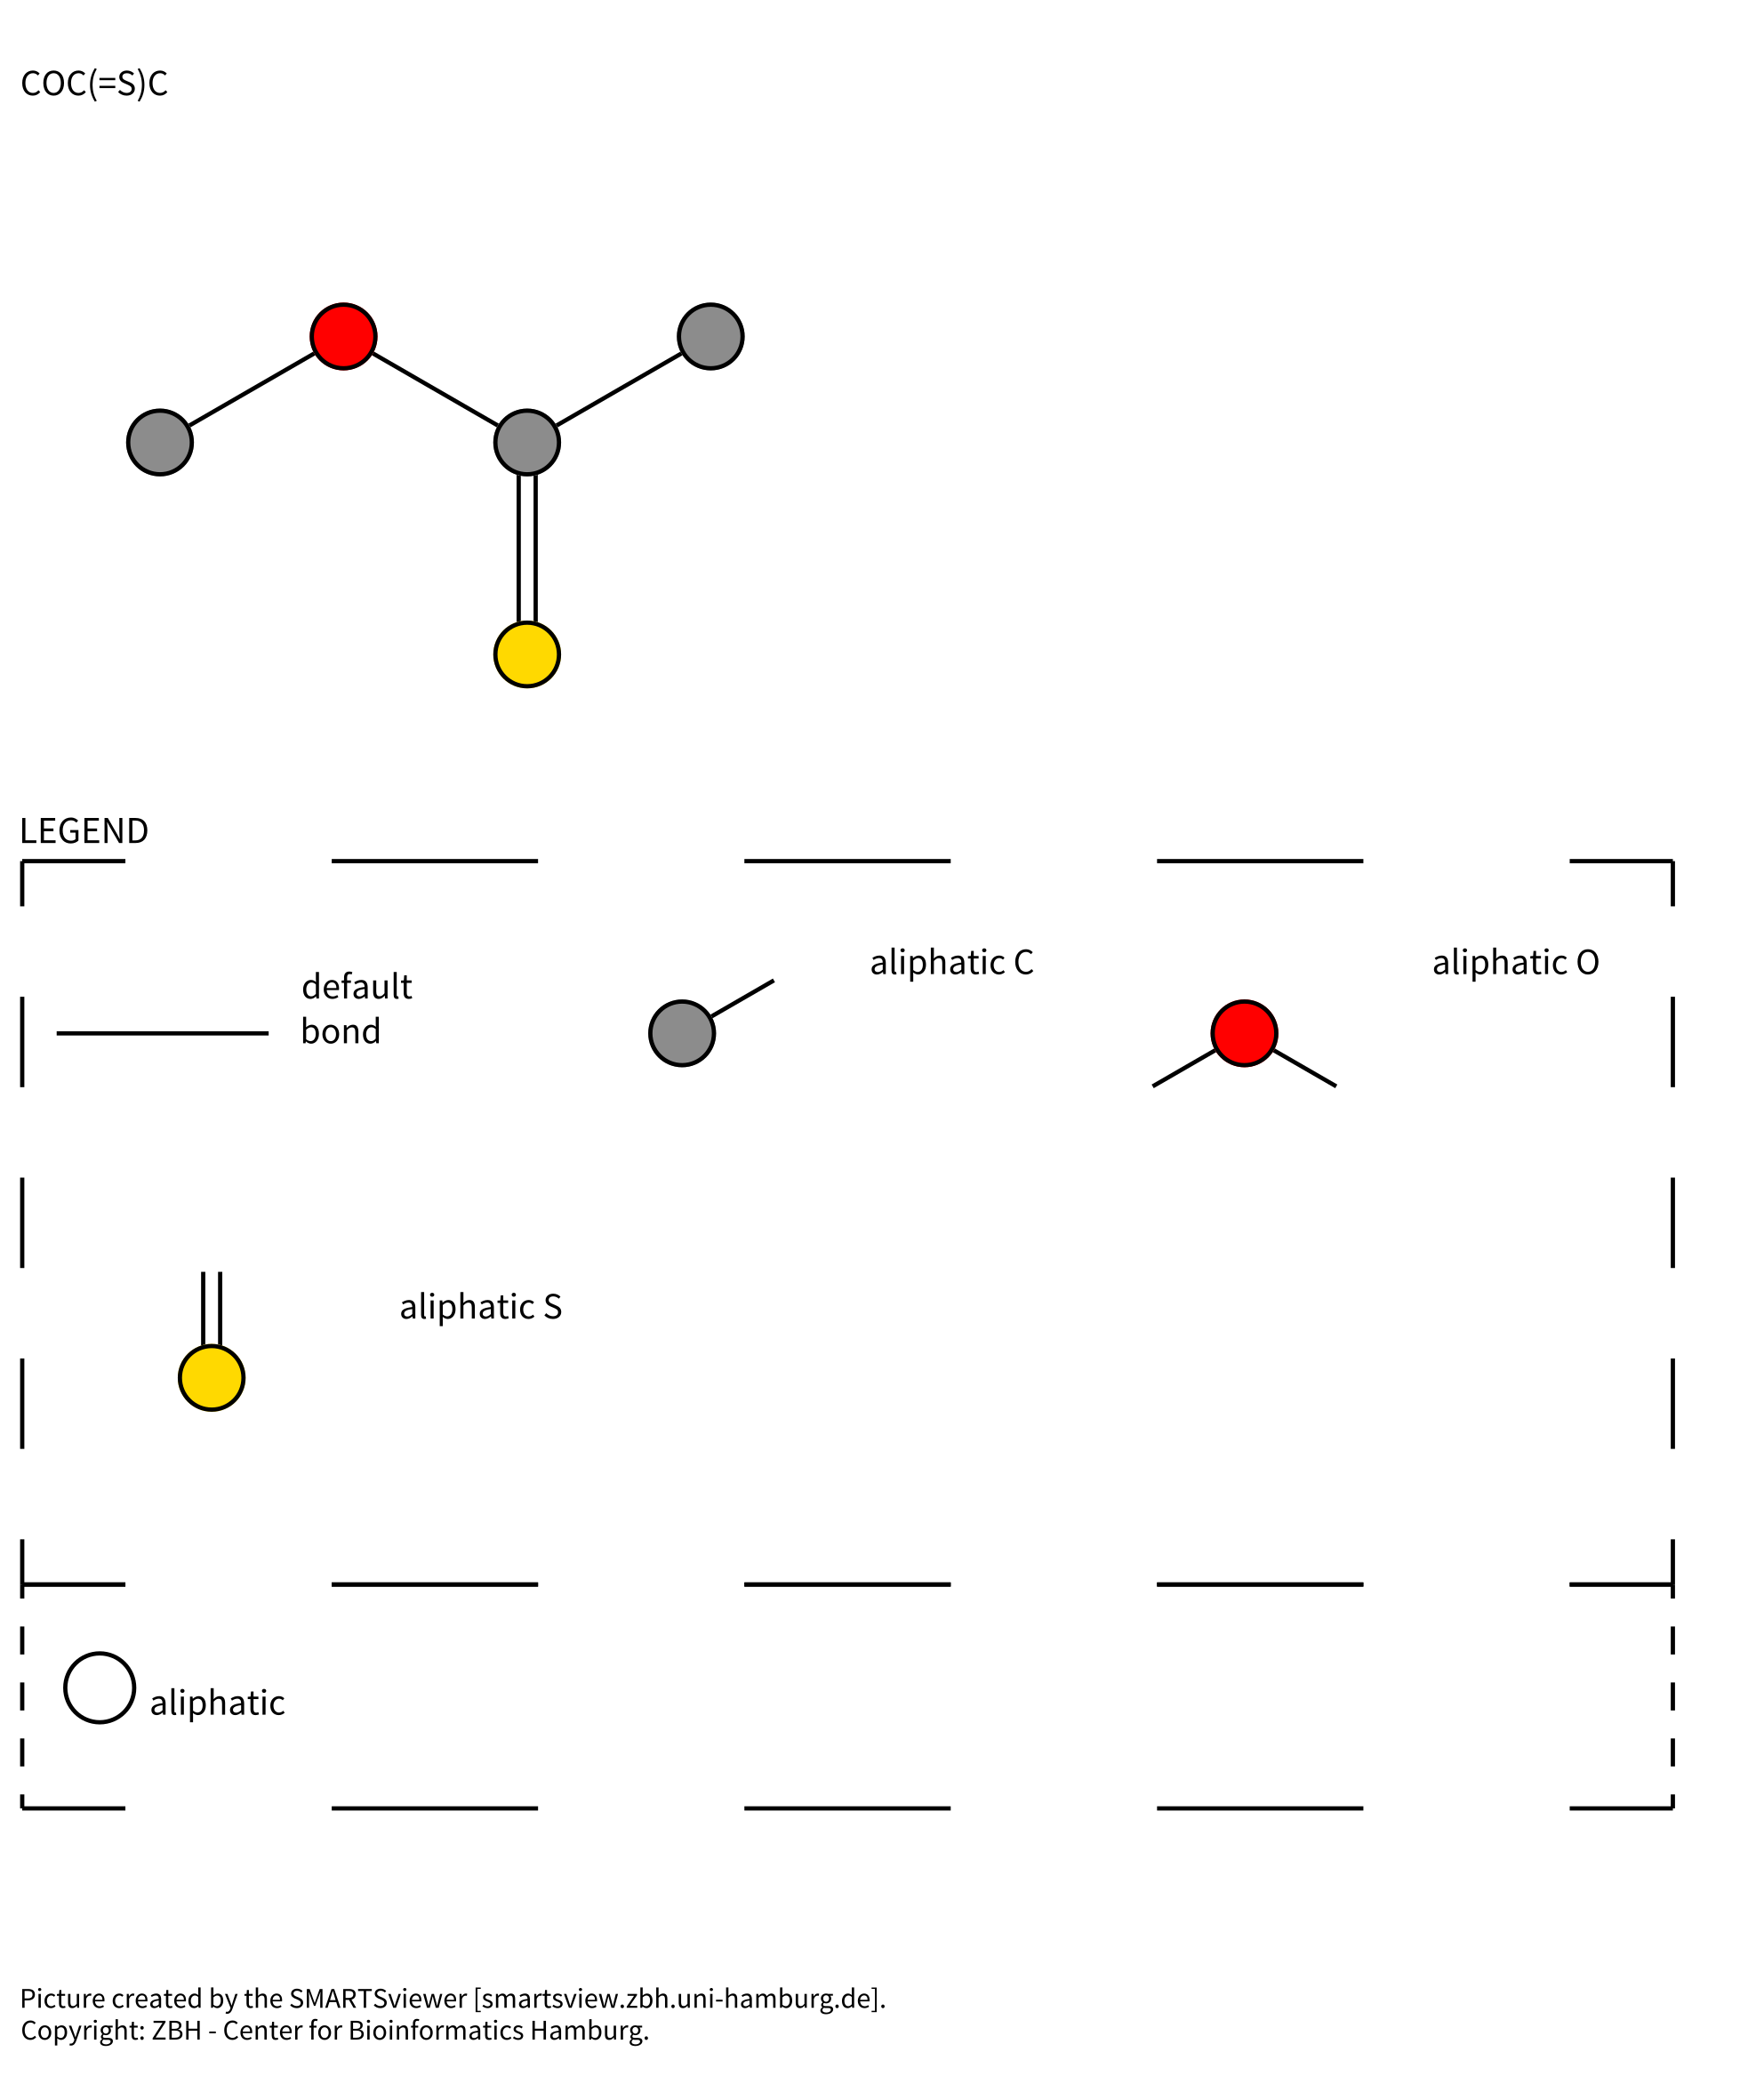 COC(=S)C
LEGEND
default
bond
aliphatic C
aliphatic O
aliphatic S
aliphatic
Picture created by the SMARTSviewer [smartsview.zbh.uni-hamburg.de].
Copyright: ZBH - Center for Bioinformatics Hamburg.